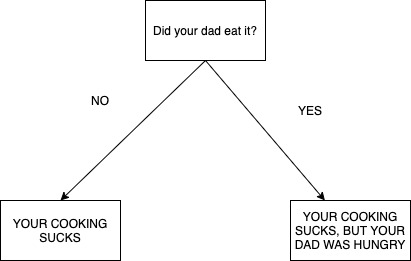 Did your dad eat it?
NO
YES
YOUR COOKING
SUCKS
YOUR COOKING
SUCKS, BUT YOUR
DAD WAS HUNGRY